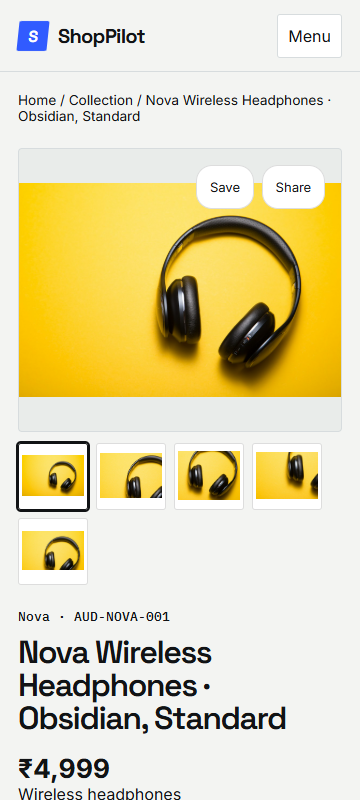 S ShopPilot
Menu
Home / Collection / Nova Wireless Headphones ·
Obsidian, Standard
Save
Share
Nova · AUD-NOVA-001
Nova Wireless
Headphones ·
Obsidian, Standard
₹4,999
Wireless headphones